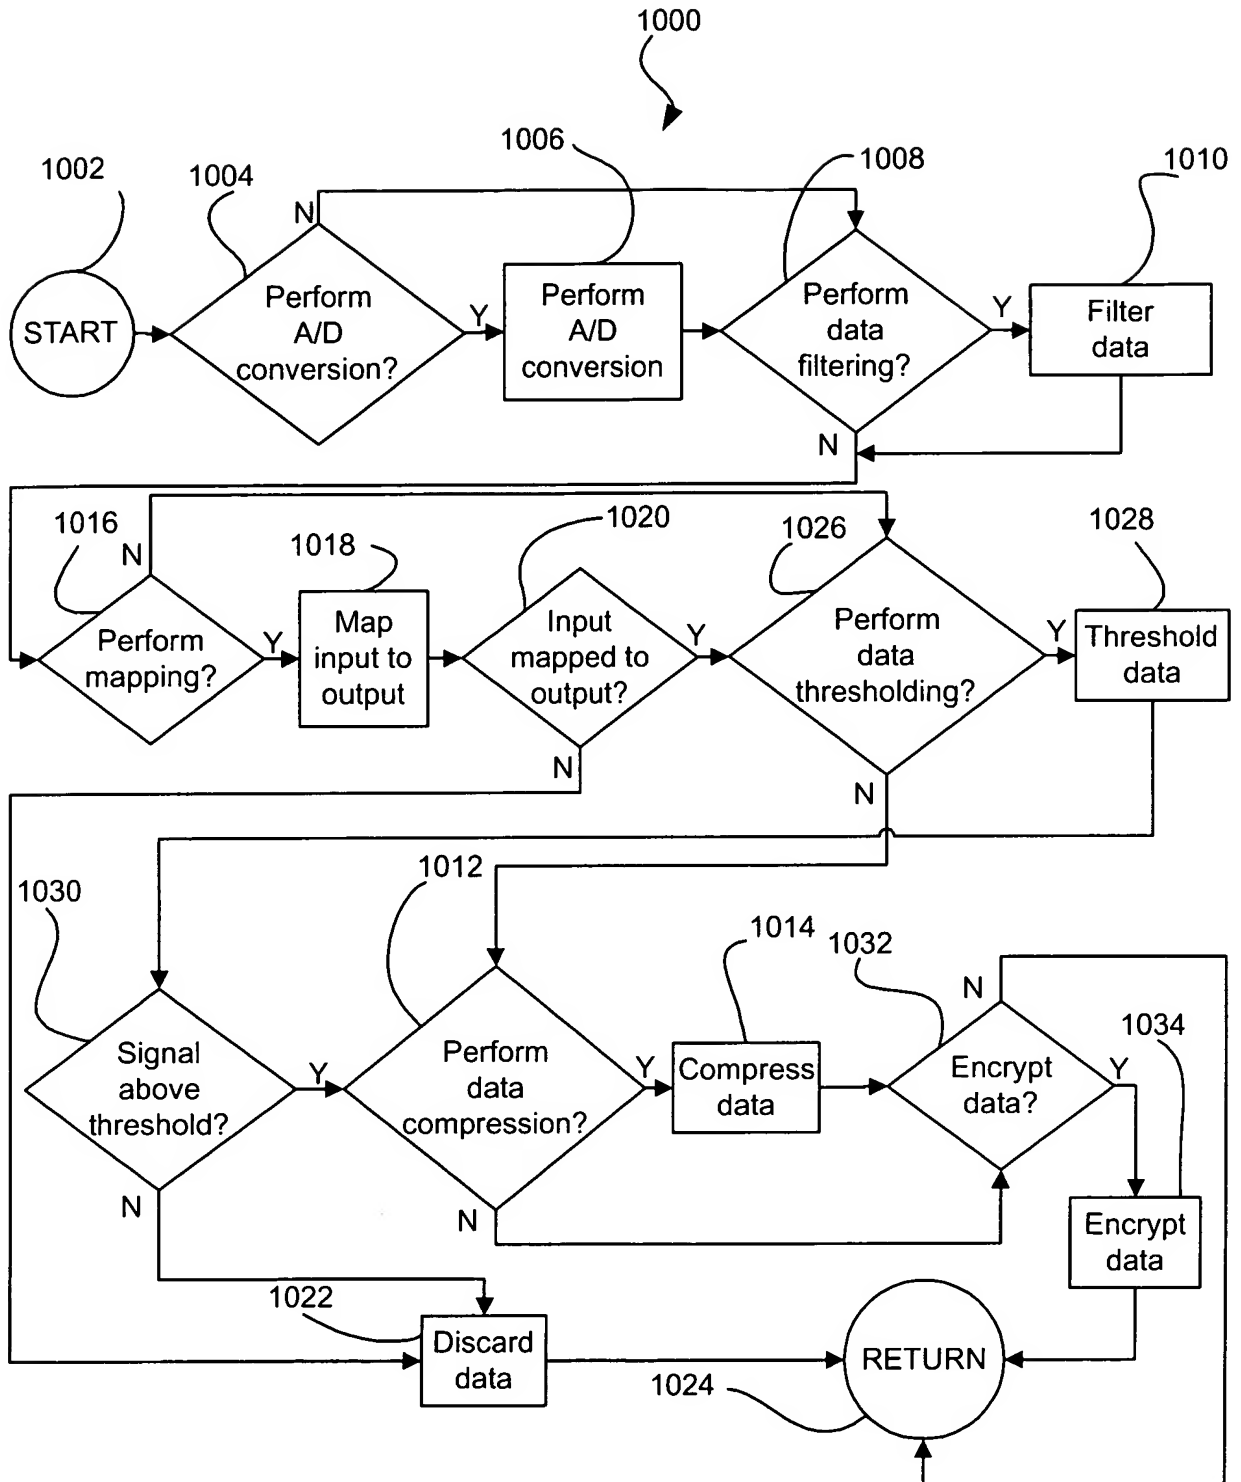 1000
1002
1004
1006
1008
1010
START
Perform
A/D
conversion?
N
Y
Perform
A/D
conversion
Perform
data
filtering?
Y
N
Filter
data
1016
1018
1020
1026
1028
N
Perform
mapping?
Y
Map
input to
output
Input
mapped to
output?
Y
N
Perform
data
thresholding?
Y
N
Threshold
data
1030
1012
1014
1032
1034
Signal
above
threshold?
Y
N
Perform
data
compression?
Y
N
Compress
data
N
Encrypt
data?
Y
Encrypt
data
1022
Discard
data
1024
RETURN